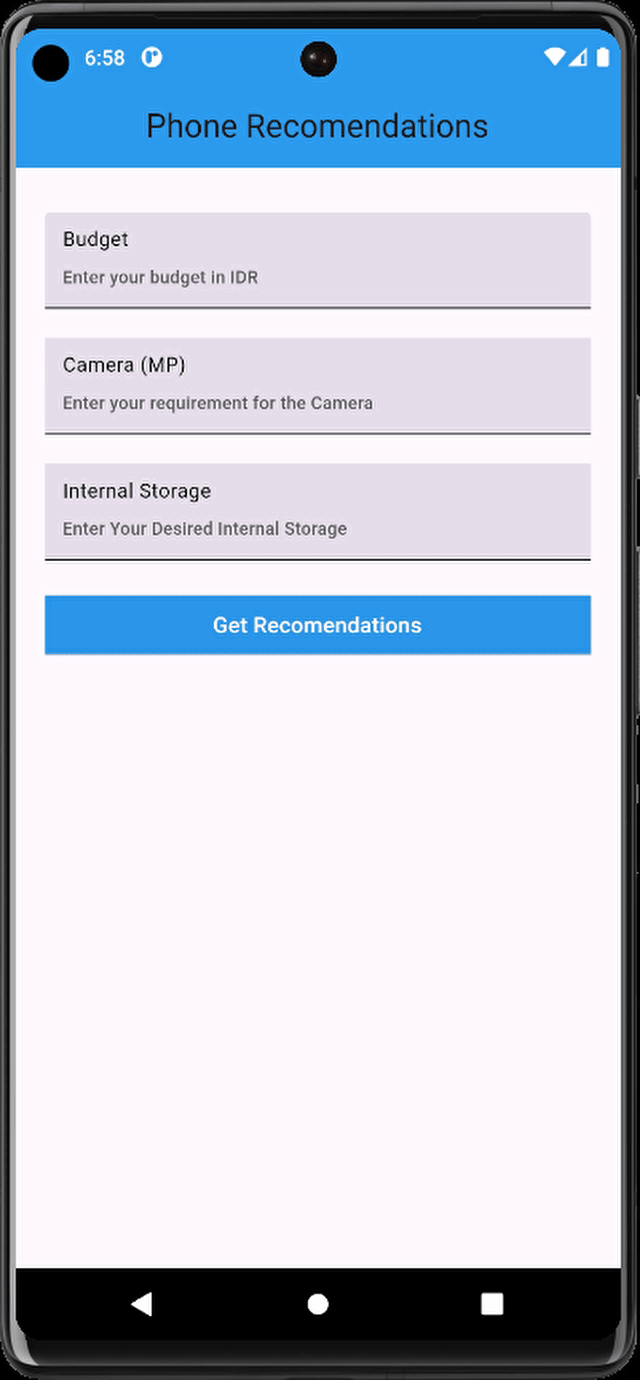 6:58
Phone Recomendations
Budget
Enter your budget in IDR
Camera (MP)
Enter your requirement for the Camera
Internal Storage
Enter Your Desired Internal Storage
Get Recomendations